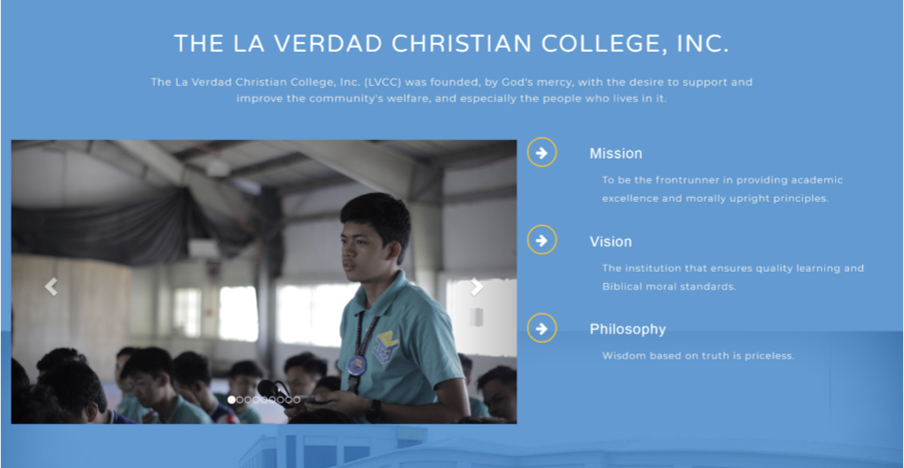 THE LA VERDAD CHRISTIAN COLLEGE, INC.
The La Verdad Christian College, Inc. (LVCC) was founded, by God's mercy, with the desire to support and
improve the community's welfare, and especially the people who lives in it.
Mission
To be the frontrunner in providing academic
excellence and morally upright principles.
Vision
The institution that ensures quality learning and
Biblical moral standards.
Philosophy
Wisdom based on truth is priceless.